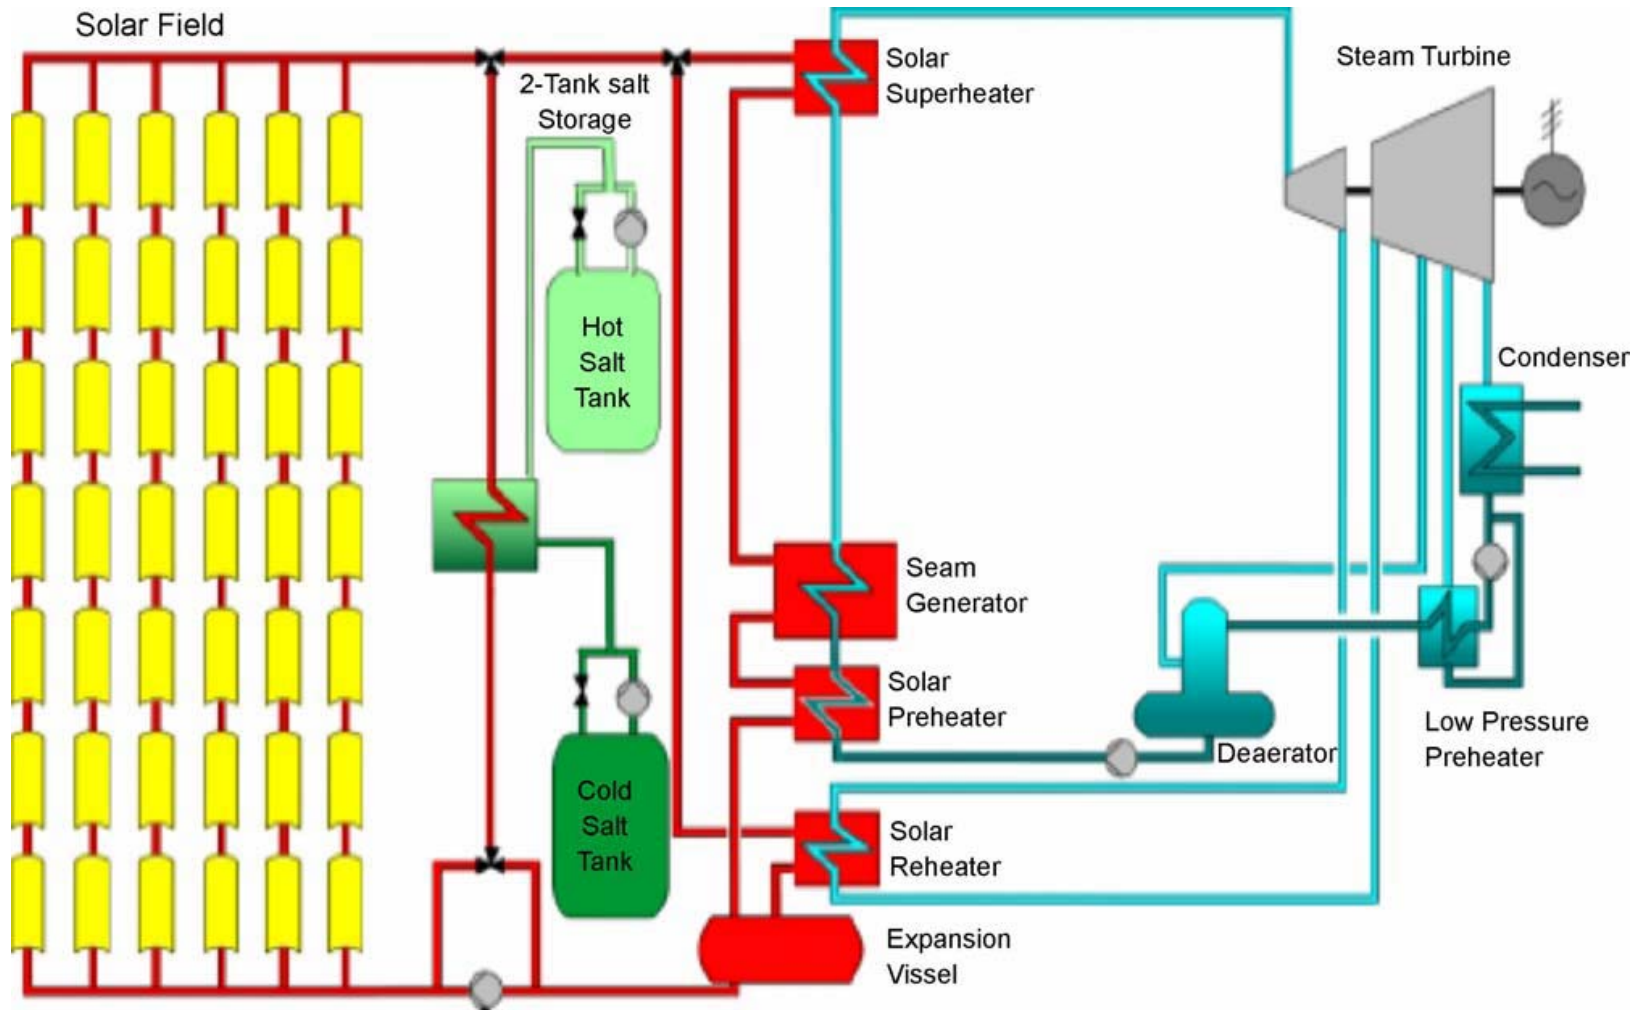 Solar Field
2-Tank salt
Storage
Hot
Salt
Tank
Cold
Salt
Tank
Solar
Superheater
Seam
Generator
Solar
Preheater
Solar
Reheater
Expansion
Vissel
Steam Turbine
Condenser
Low Pressure
Preheater
Deaerator